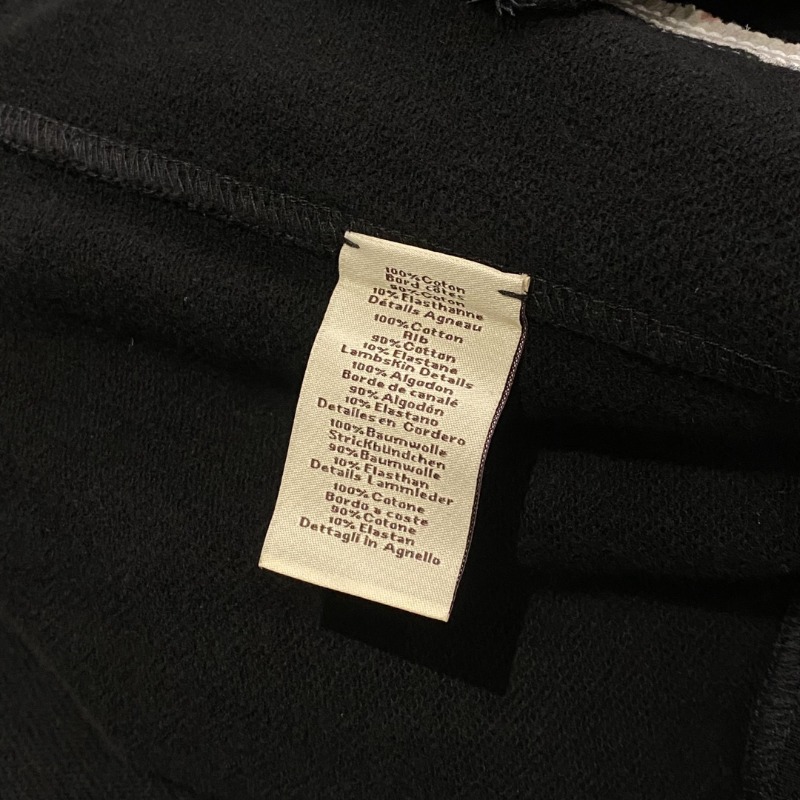 100% Coton
Bord côtes
90% Coton
10% Elasthanne
Détails Agneau
100% Cotton
Rib
90% Cotton
10% Elastane
Lambskin Details
100% Algodon
Borde de canalé
90% Algodón
10% Elastano
Detalles en Cordero
100% Baumwolle
Strickbündchen
90% Baumwolle
10% Elasthan
Details Lammleder
100% Cotone
Bordo a coste
90% Cotone
10% Elastan
Dettagli in Agnello